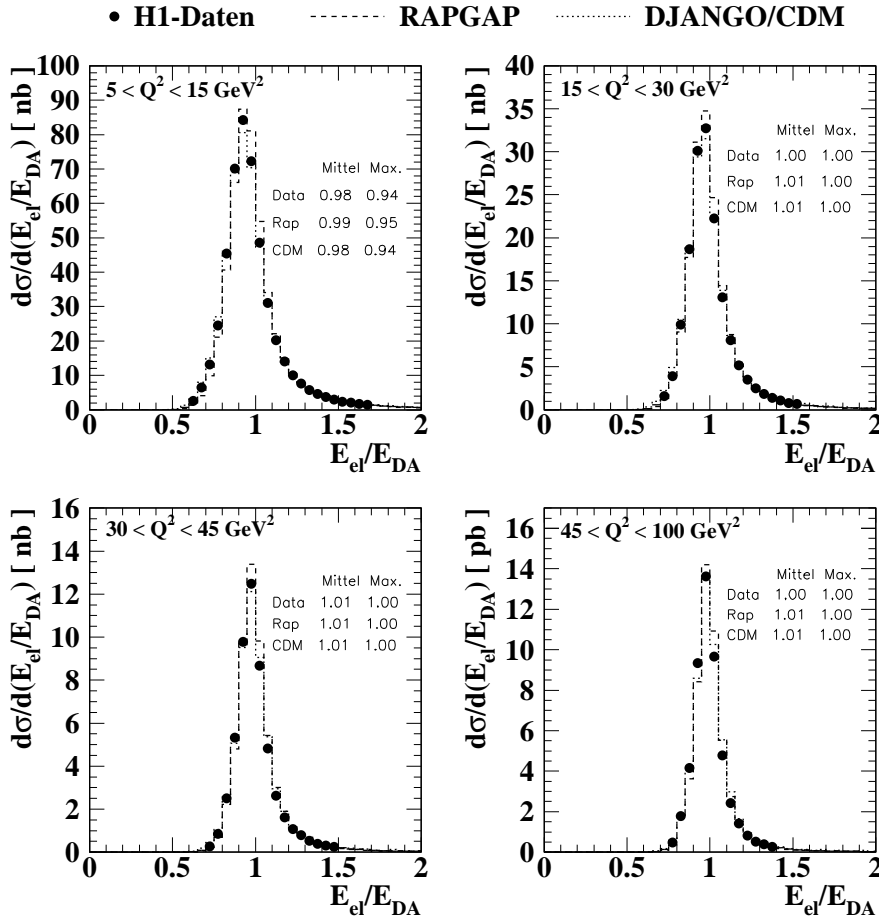 H1-Daten RAPGAP DJANGO/CDM
dσ/d(E_el/E_DA) [ nb ]
100
90
80
70
60
50
40
30
20
10
0
5 < Q² < 15 GeV²
Mittel Max.
Data 0.98 0.94
Rap 0.99 0.95
CDM 0.98 0.94
0 0.5 1 1.5 2
E_el/E_DA
dσ/d(E_el/E_DA) [ nb ]
40
35
30
25
20
15
10
5
0
15 < Q² < 30 GeV²
Mittel Max.
Data 1.00 1.00
Rap 1.01 1.00
CDM 1.01 1.00
0 0.5 1 1.5 2
E_el/E_DA
dσ/d(E_el/E_DA) [ nb ]
16
14
12
10
8
6
4
2
0
30 < Q² < 45 GeV²
Mittel Max.
Data 1.01 1.00
Rap 1.01 1.00
CDM 1.01 1.00
0 0.5 1 1.5 2
E_el/E_DA
dσ/d(E_el/E_DA) [ pb ]
16
14
12
10
8
6
4
2
0
45 < Q² < 100 GeV²
Mittel Max.
Data 1.00 1.00
Rap 1.01 1.00
CDM 1.01 1.00
0 0.5 1 1.5 2
E_el/E_DA